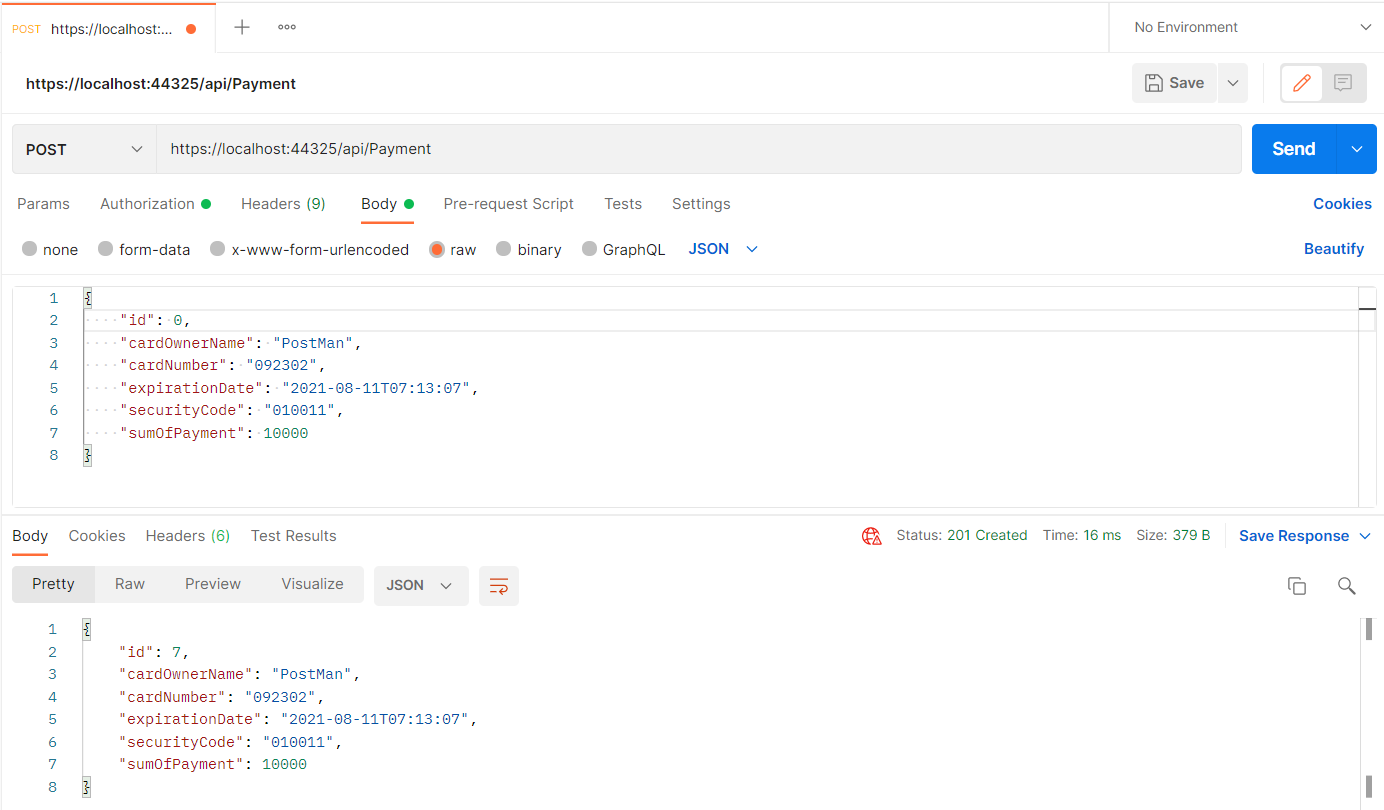 POST https://localhost:...
No Environment
https://localhost:44325/api/Payment
Save
POST https://localhost:44325/api/Payment Send
Params Authorization Headers (9) Body Pre-request Script Tests Settings Cookies
none form-data x-www-form-urlencoded raw binary GraphQL JSON Beautify
1 {
2 "id": 0,
3 "cardOwnerName": "PostMan",
4 "cardNumber": "092302",
5 "expirationDate": "2021-08-11T07:13:07",
6 "securityCode": "010011",
7 "sumOfPayment": 10000
8 }
Body Cookies Headers (6) Test Results Status: 201 Created Time: 16 ms Size: 379 B Save Response
Pretty Raw Preview Visualize JSON
1 {
2 "id": 7,
3 "cardOwnerName": "PostMan",
4 "cardNumber": "092302",
5 "expirationDate": "2021-08-11T07:13:07",
6 "securityCode": "010011",
7 "sumOfPayment": 10000
8 }